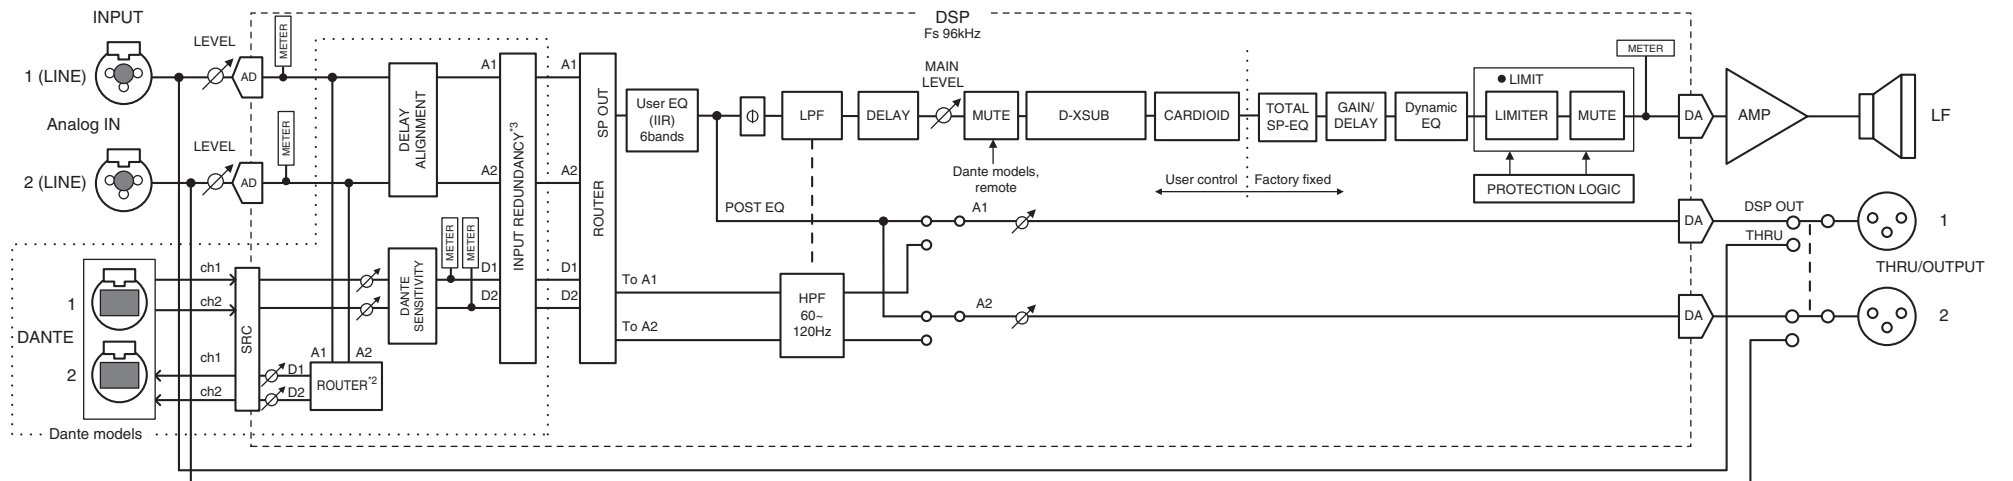 INPUT
DSP
Fs 96kHz
LEVEL
METER
1 (LINE)
AD
Analog IN
LEVEL
METER
2 (LINE)
AD
DELAY ALIGNMENT
A1
A2
INPUT REDUNDANCY*3
A1
A2
SP OUT
ROUTER
User EQ
(IIR)
6bands
Φ
LPF
DELAY
MAIN
LEVEL
MUTE
Dante models,
remote
D-XSUB
CARDIOID
User control
Factory fixed
TOTAL
SP-EQ
GAIN/
DELAY
Dynamic
EQ
LIMIT
LIMITER
MUTE
PROTECTION LOGIC
METER
DA
AMP
LF
POST EQ
A1
DA
DSP OUT
THRU
1
THRU/OUTPUT
A2
DA
2
To A1
To A2
HPF
60~
120Hz
DANTE
1
2
ch1
ch2
ch1
ch2
SRC
DANTE
SENSITIVITY
METER
METER
D1
D2
D1
D2
A1
A2
D1
D2
ROUTER*2
Dante models